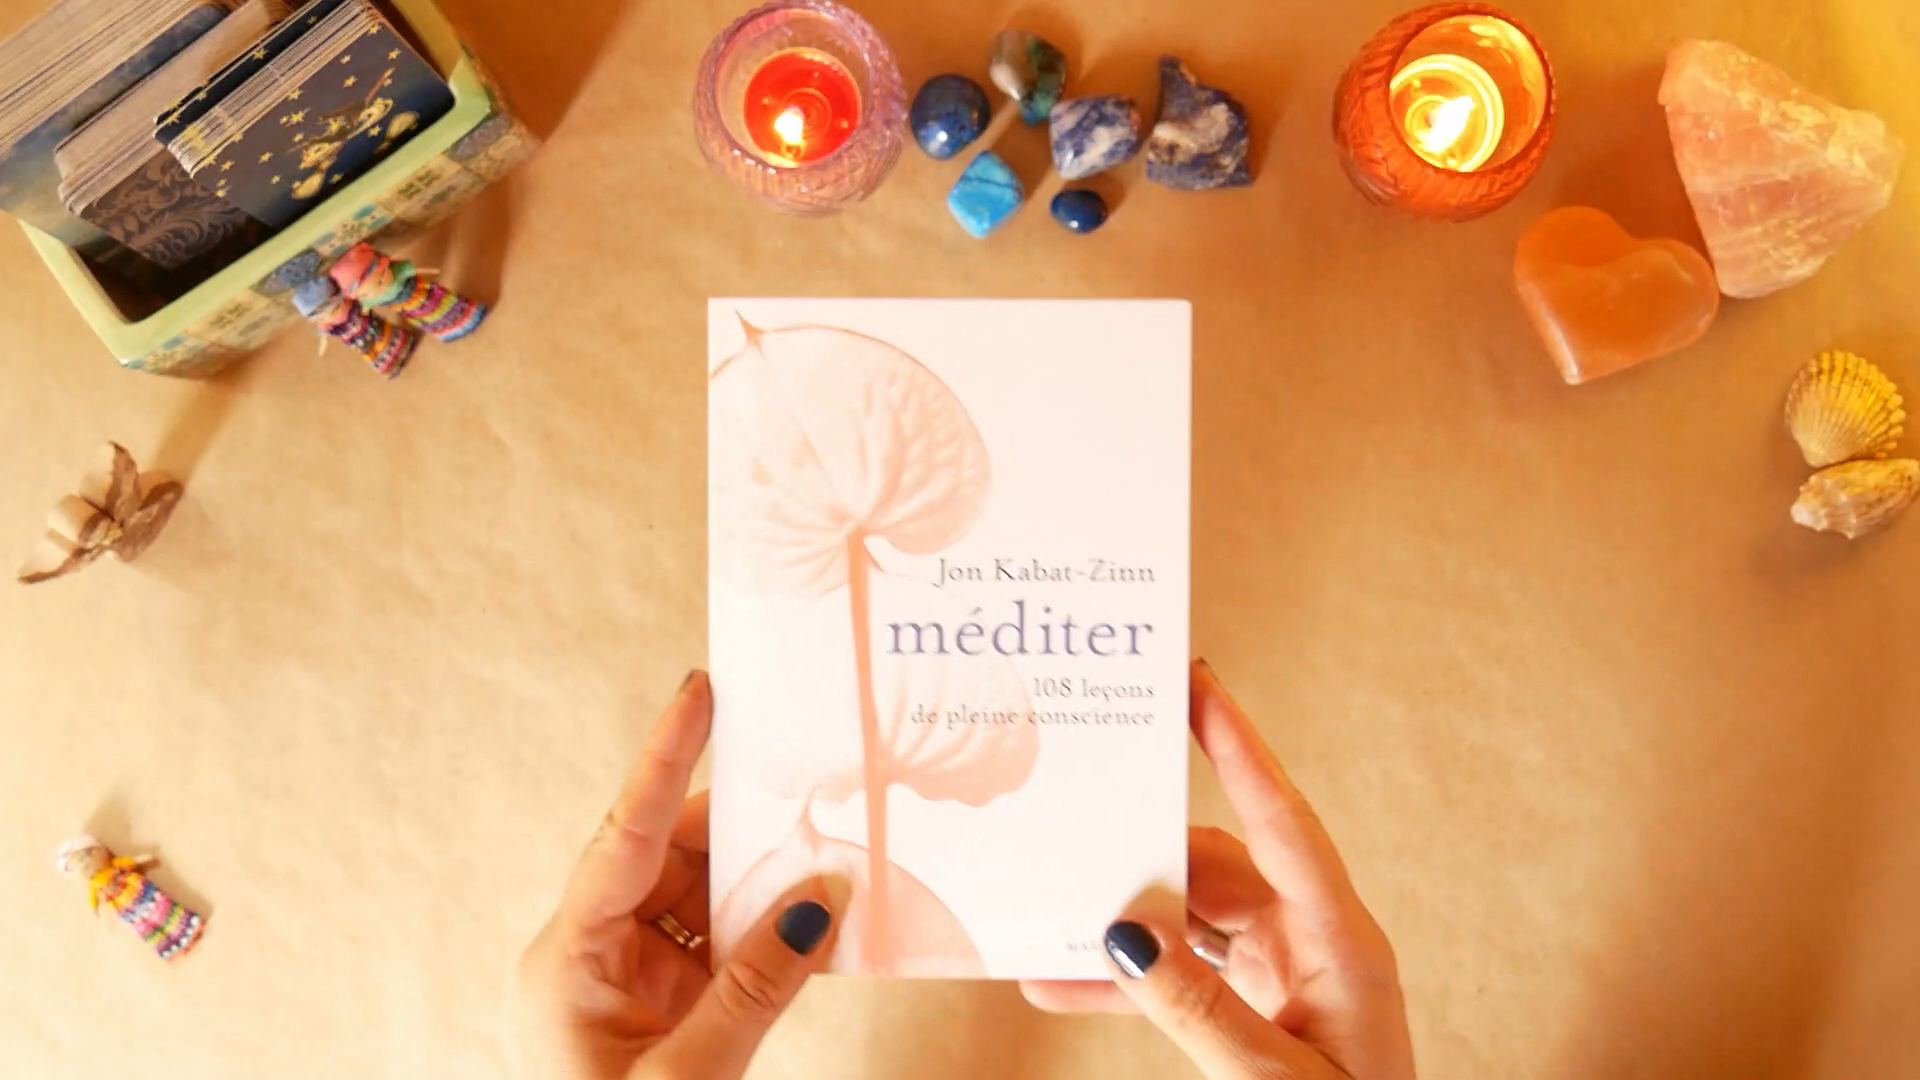 Jon Kabat-Zinn
méditer
108 leçons
de pleine conscience